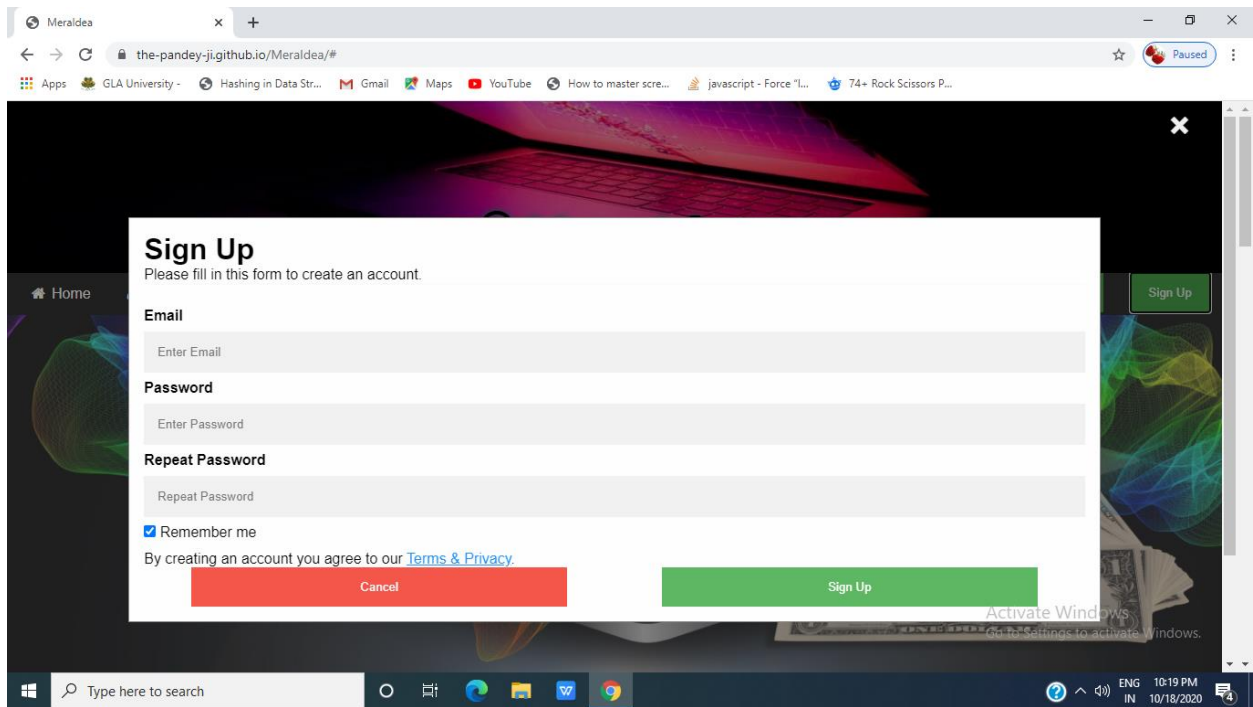 MeraIdea
the-pandey-ji.github.io/MeraIdea/#
Paused
Apps GLA University - Hashing in Data Str... Gmail Maps YouTube How to master scre... javascript - Force "l... 74+ Rock Scissors P...
Sign Up
Please fill in this form to create an account.
Home
Sign Up
Email
Enter Email
Password
Enter Password
Repeat Password
Repeat Password
Remember me
By creating an account you agree to our Terms & Privacy.
Cancel
Sign Up
Activate Windows
Go to Settings to activate Windows.
Type here to search
ENG 10:19 PM
IN 10/18/2020
4